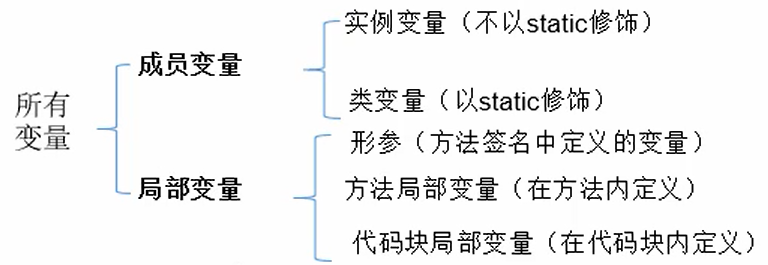 实例变量（不以static修饰）
成员变量
类变量（以static修饰）
所有
变量
形参（方法签名中定义的变量）
局部变量
方法局部变量（在方法内定义）
代码块局部变量（在代码块内定义）